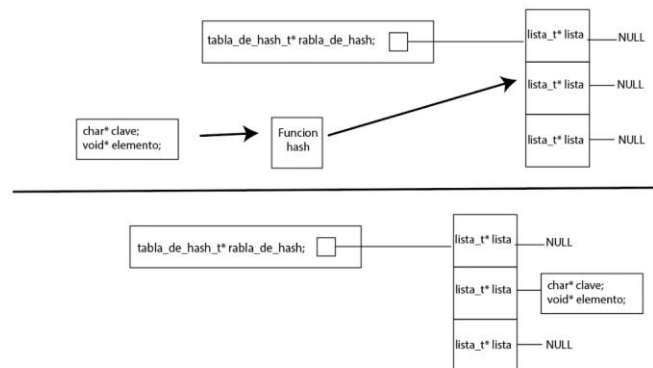 tabla_de_hash_t* rabla_de_hash;
lista_t* lista
NULL
lista_t* lista
NULL
char* clave;
void* elemento;
Funcion
hash
lista_t* lista
NULL
tabla_de_hash_t* rabla_de_hash;
lista_t* lista
NULL
lista_t* lista
char* clave;
void* elemento;
lista_t* lista
NULL